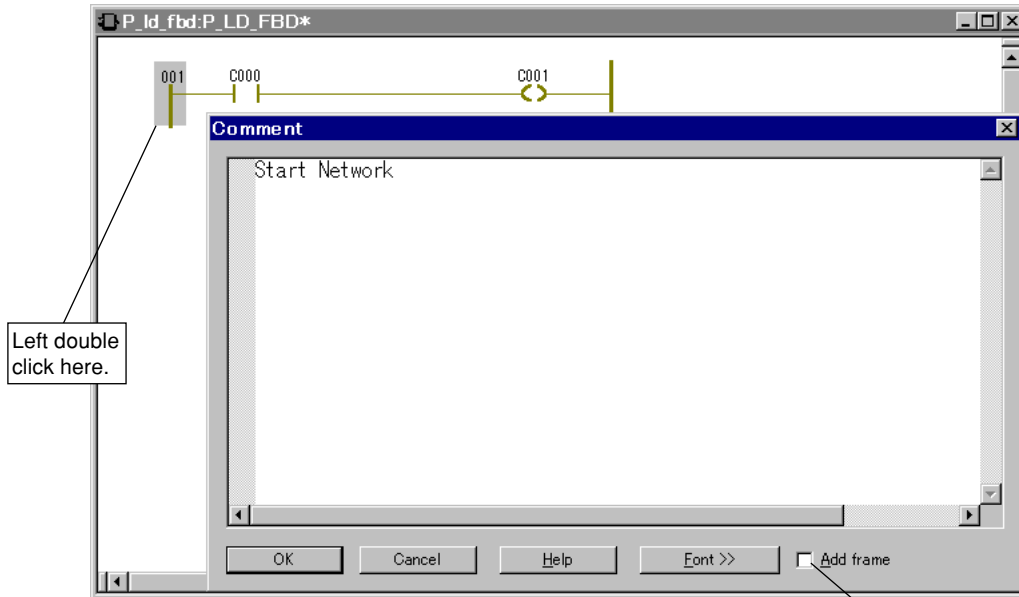 P_ld_fbd:P_LD_FBD*
001 C000 C001
Comment
Start Network
Left double
click here.
OK Cancel Help Font >> Add frame